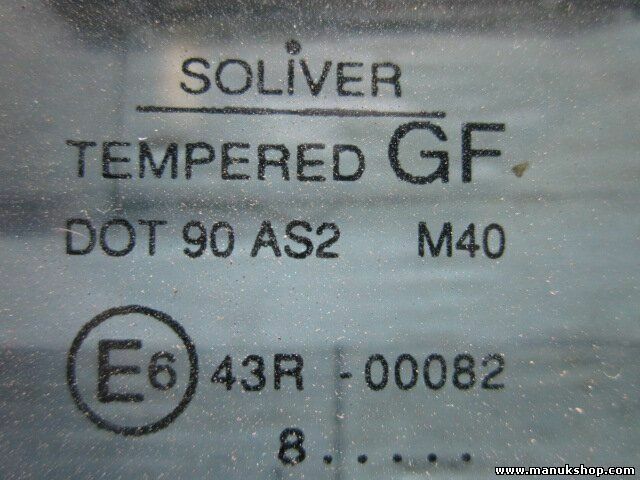 SOLiVER
TEMPERED GF
DOT 90 AS2 M40
E6 43R -00082
8.....
www.manukshop.com